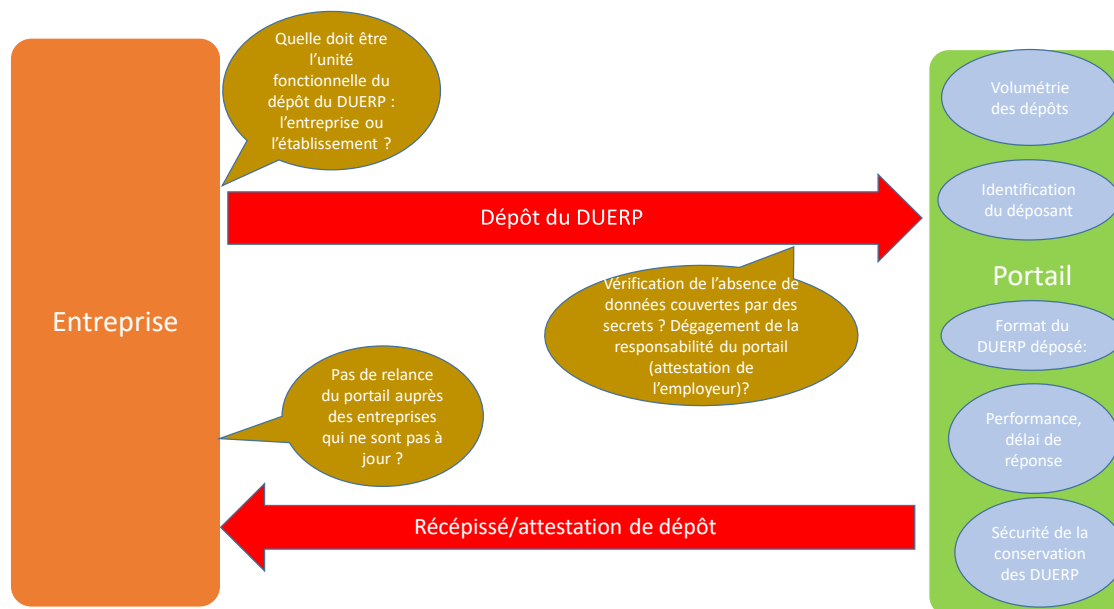 Quelle doit être
l’unité
fonctionnelle du
dépôt du DUERP :
l’entreprise ou
l’établissement ?
Volumétrie
des dépôts
Identification
du déposant
Dépôt du DUERP
Portail
Entreprise
Vérification de l’absence de
données couvertes par des
secrets ? Dégagement de la
responsabilité du portail
(attestation de
l’employeur)?
Format du
DUERP déposé:
Pas de relance
du portail auprès
des entreprises
qui ne sont pas à
jour ?
Performance,
délai de
réponse
Récépissé/attestation de dépôt
Sécurité de la
conservation
des DUERP